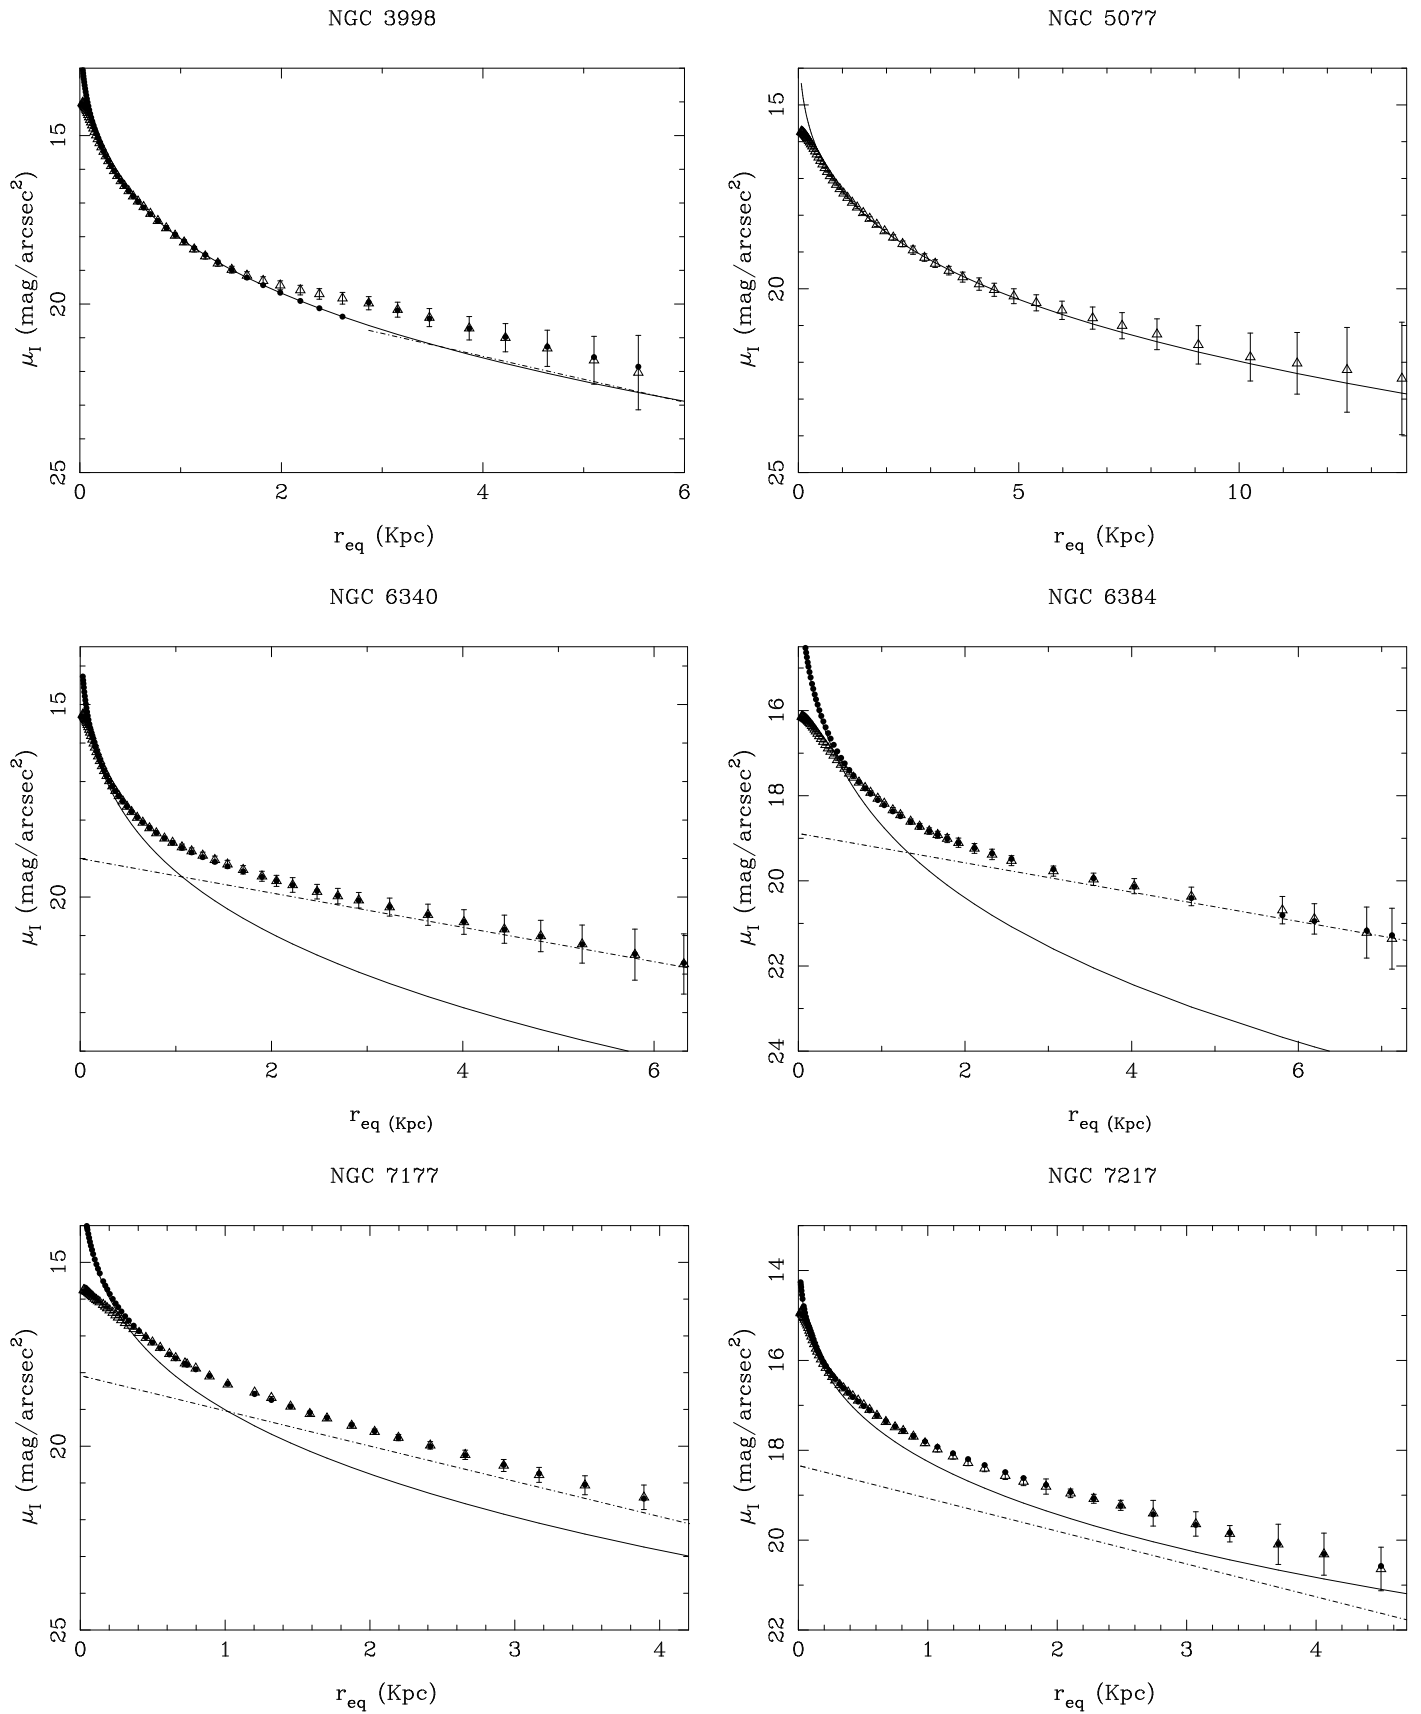 NGC 3998
NGC 5077
15
20
25
μI (mag/arcsec2)
0 2 4 6
req (Kpc)
15
20
25
μI (mag/arcsec2)
0 5 10
req (Kpc)
NGC 6340
NGC 6384
15
20
μI (mag/arcsec2)
0 2 4 6
req (Kpc)
16
18
20
22
24
μI (mag/arcsec2)
0 2 4 6
req (Kpc)
NGC 7177
NGC 7217
15
20
25
μI (mag/arcsec2)
0 1 2 3 4
req (Kpc)
14
16
18
20
22
μI (mag/arcsec2)
0 1 2 3 4
req (Kpc)